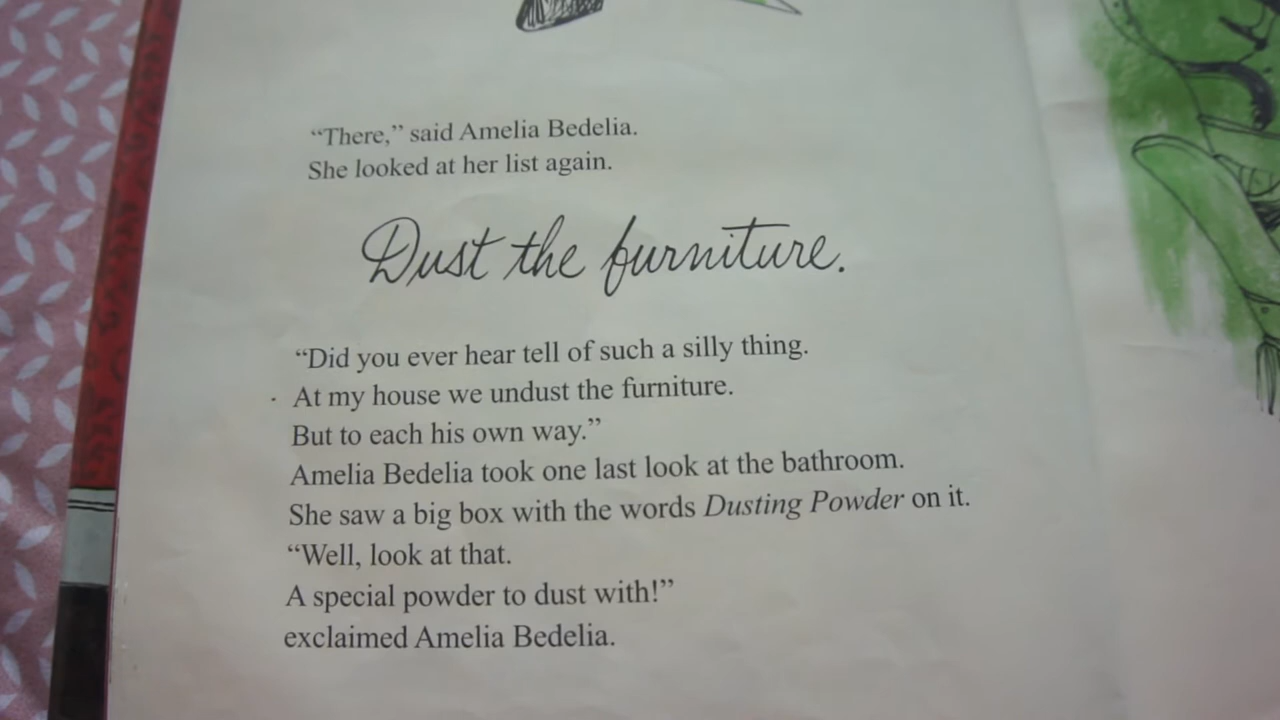 “There,” said Amelia Bedelia.
She looked at her list again.
Dust the furniture.
“Did you ever hear tell of such a silly thing.
At my house we undust the furniture.
But to each his own way.”
Amelia Bedelia took one last look at the bathroom.
She saw a big box with the words Dusting Powder on it.
“Well, look at that.
A special powder to dust with!”
exclaimed Amelia Bedelia.